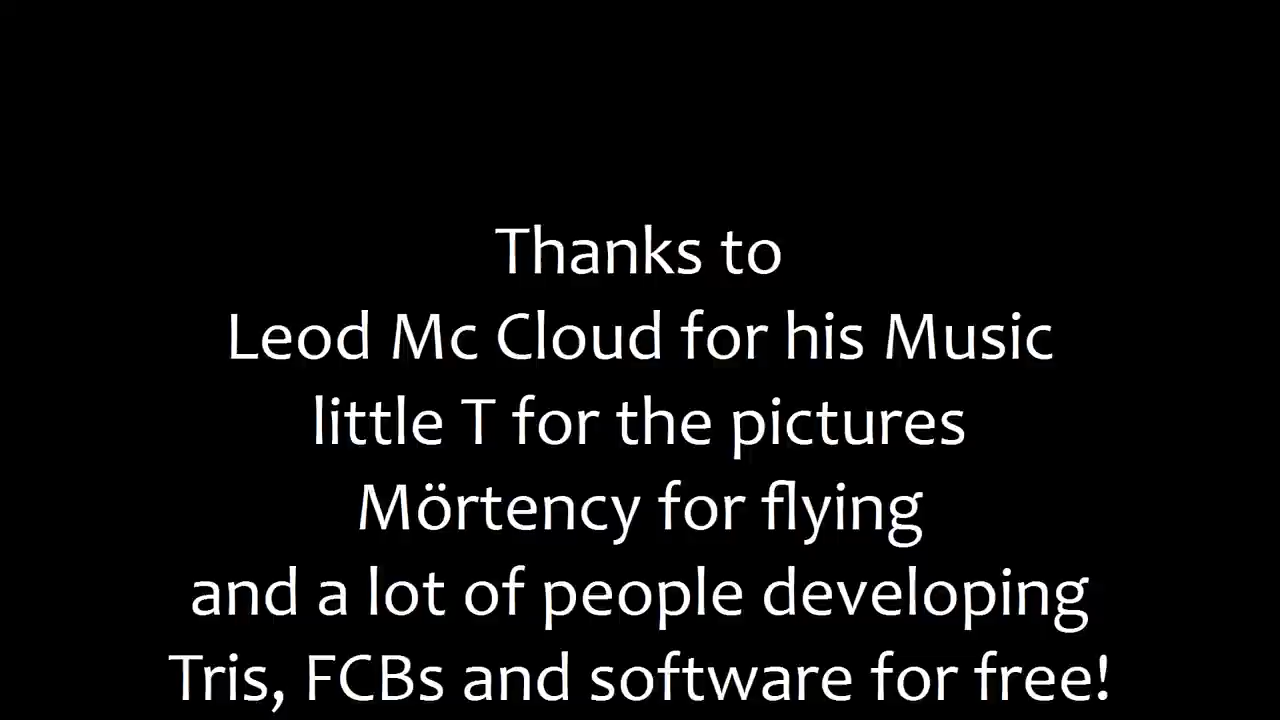 Thanks to
Leod Mc Cloud for his Music
little T for the pictures
Mörtency for flying
and a lot of people developing
Tris, FCBs and software for free!